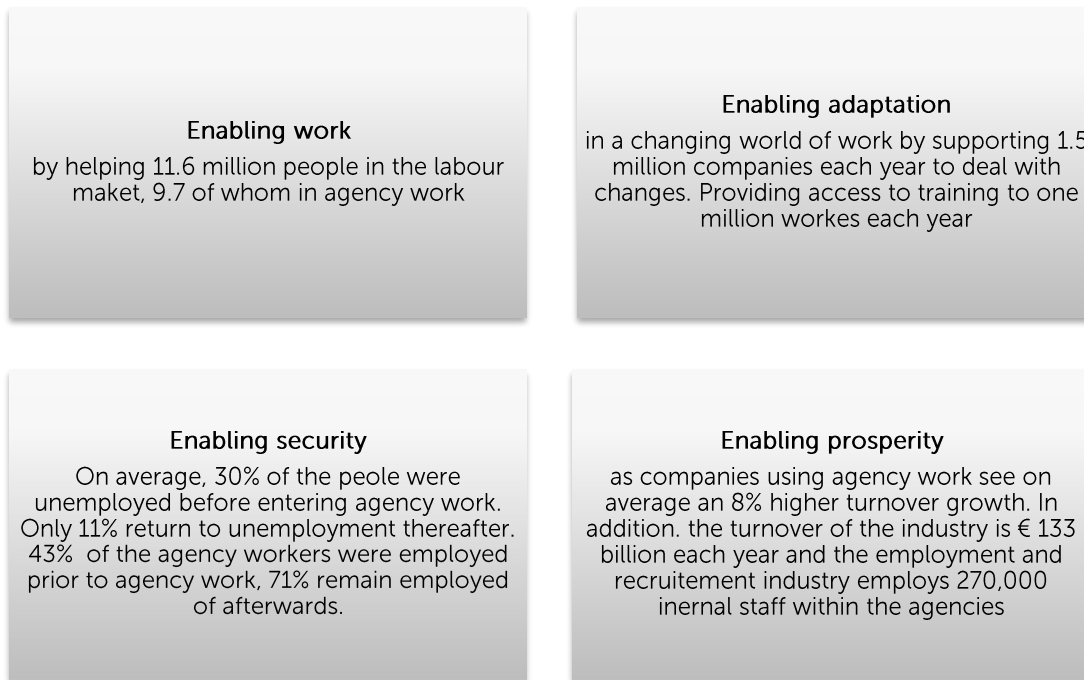 Enabling work
by helping 11.6 million people in the labour
maket, 9.7 of whom in agency work
Enabling adaptation
in a changing world of work by supporting 1.5
million companies each year to deal with
changes. Providing access to training to one
million workes each year
Enabling security
On average, 30% of the peole were
unemployed before entering agency work.
Only 11% return to unemployment thereafter.
43%  of the agency workers were employed
prior to agency work, 71% remain employed
of afterwards.
Enabling prosperity
as companies using agency work see on
average an 8% higher turnover growth. In
addition. the turnover of the industry is € 133
billion each year and the employment and
recruitement industry employs 270,000
inernal staff within the agencies